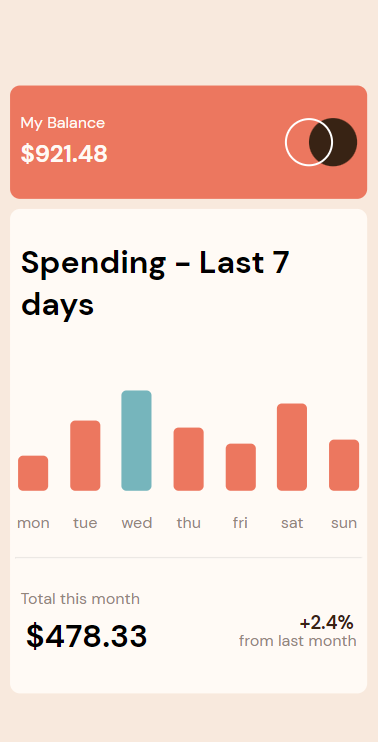 My Balance
$921.48
Spending - Last 7
days
mon tue wed thu fri sat sun
Total this month
$478.33
+2.4%
from last month